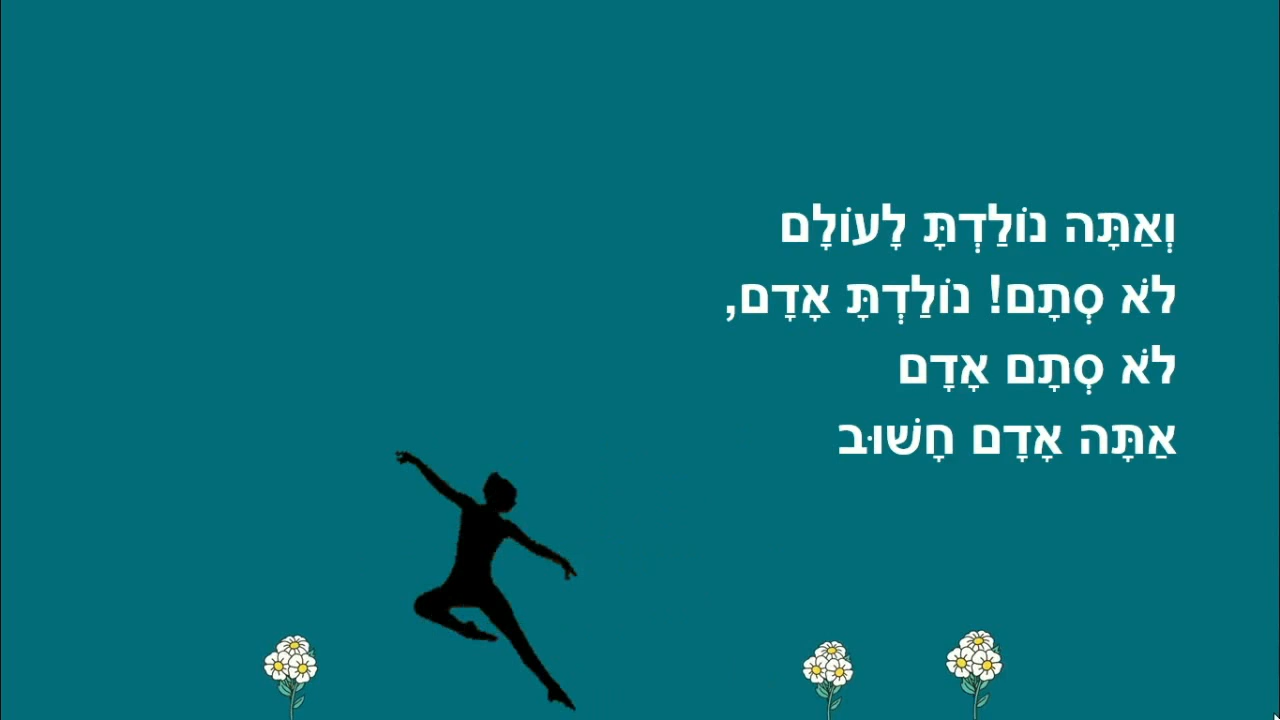 וְאַתָּה נוֹלַדְתָּ לָעוֹלָם
לֹא סְתָם! נוֹלַדְתָּ אָדָם,
לֹא סְתָם אָדָם
אַתָּה אָדָם חָשׁוּב